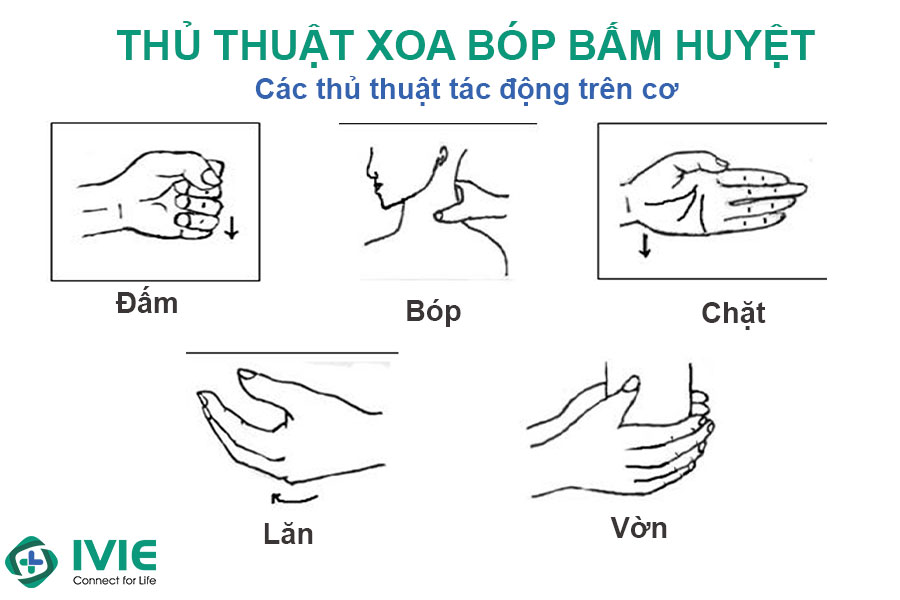 THỦ THUẬT XOA BÓP BẤM HUYỆT
Các thủ thuật tác động trên cơ
Đấm
Bóp
Chặt
Lăn
Vờn
IVIE
Connect for Life